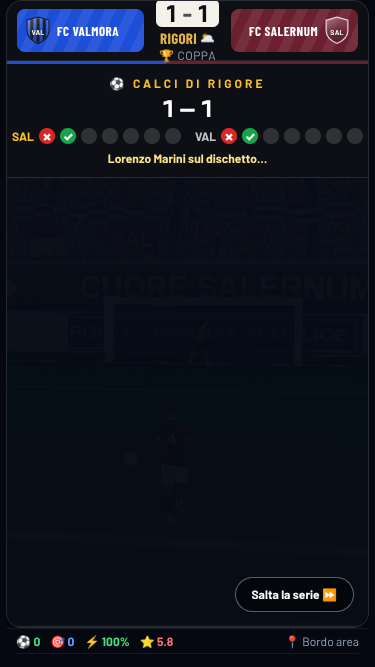 1 - 1
VAL FC VALMORA
FC SALERNUM SAL
RIGORI
COPPA
CALCI DI RIGORE
1 – 1
SAL VAL
Lorenzo Marini sul dischetto...
CUORE SALERNUM
Salta la serie
0 0 100% 5.8 Bordo area